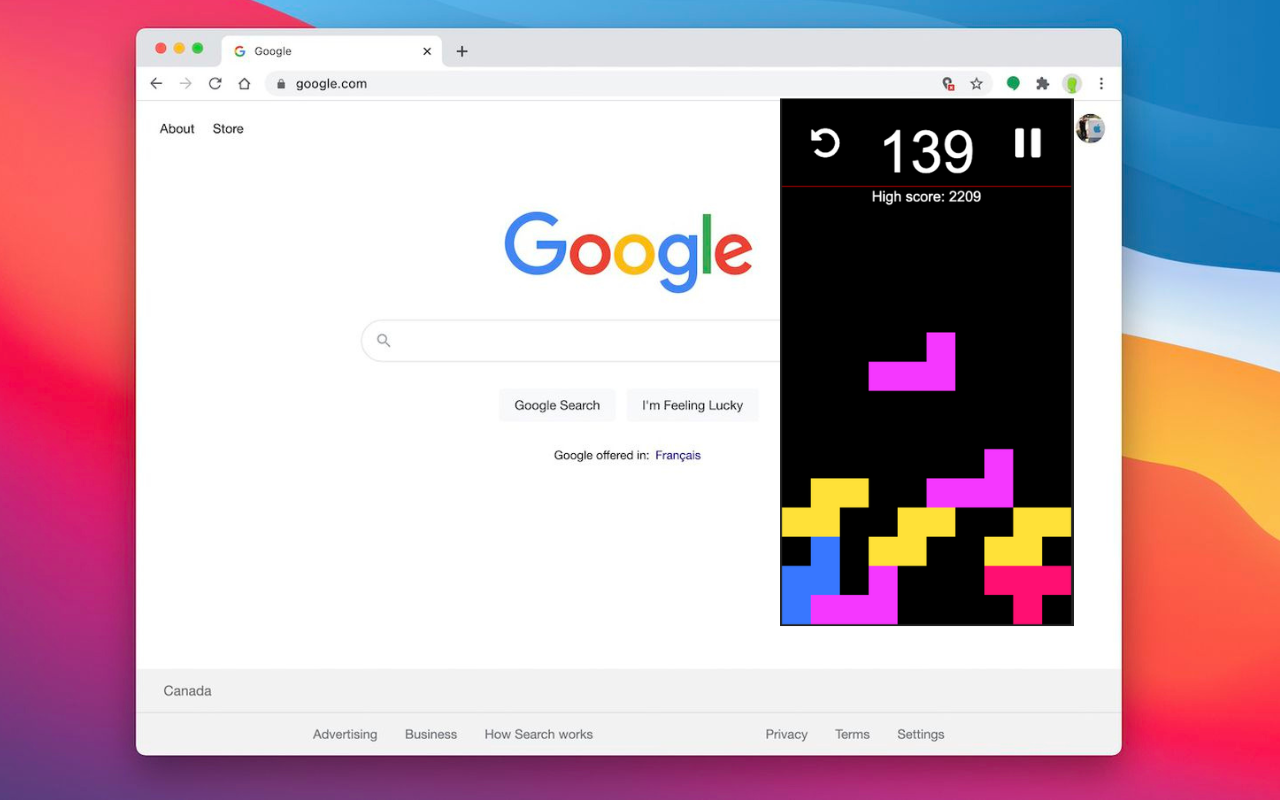 Google
google.com
About Store
139
High score: 2209
Google
Google Search I'm Feeling Lucky
Google offered in: Français
Canada
Advertising Business How Search works Privacy Terms Settings